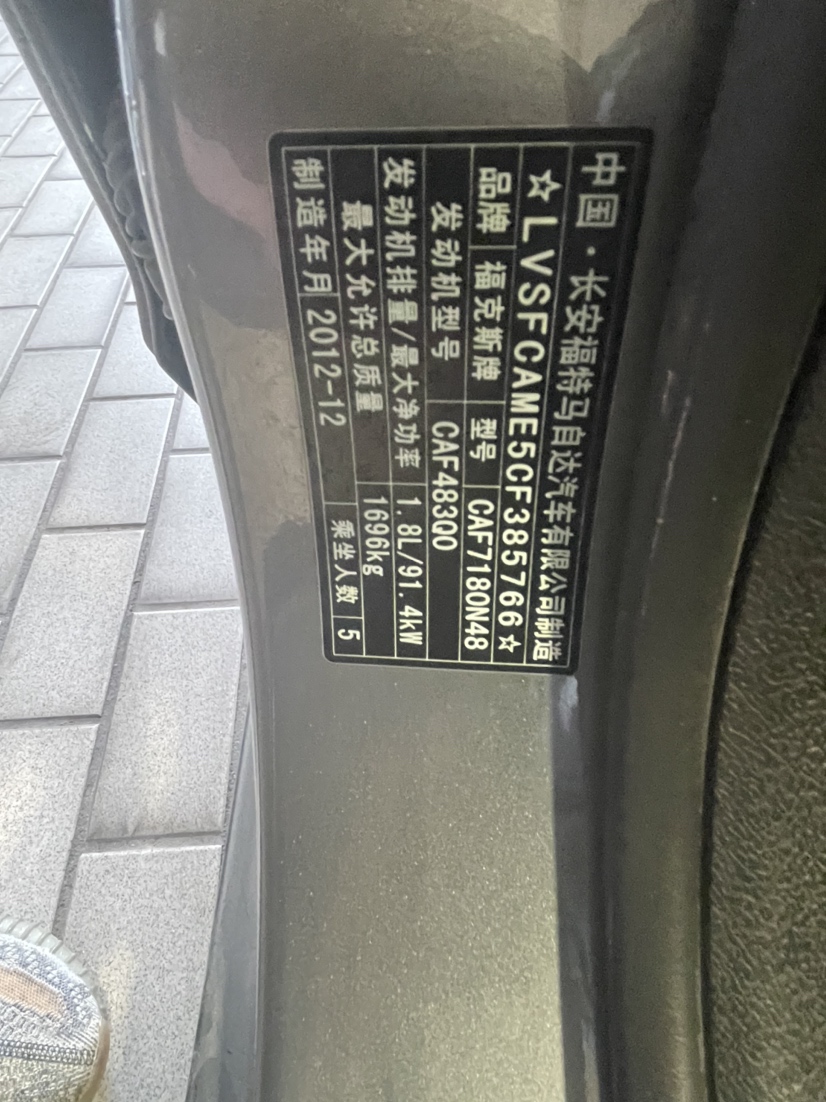 中国·长安福特马自达汽车有限公司制造
☆LVSFCAME5CF385766☆
品牌 福克斯牌 型号 CAF7180N48
发动机型号 CAF483Q0
发动机排量/最大净功率 1.8L/91.4kW
最大允许总质量 1696kg
制造年月 2012-12 乘坐人数 5